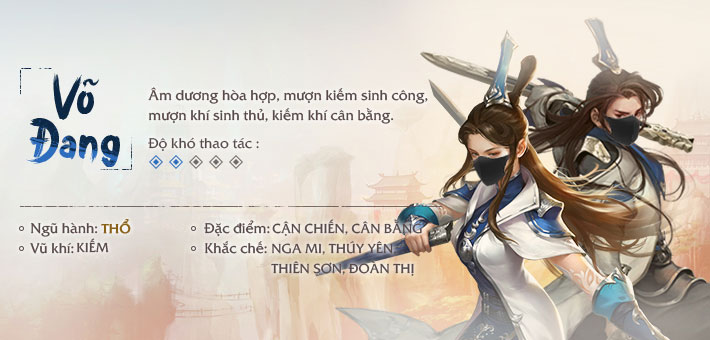 Võ
Đang
Âm dương hòa hợp, mượn kiếm sinh công,
mượn khí sinh thủ, kiếm khí cân bằng.
Độ khó thao tác :
Ngũ hành: THỔ
Vũ khí: KIẾM
Đặc điểm: CẬN CHIẾN, CÂN BẰNG
Khắc chế: NGA MI, THÚY YÊN
THIÊN SƠN, ĐOÀN THỊ